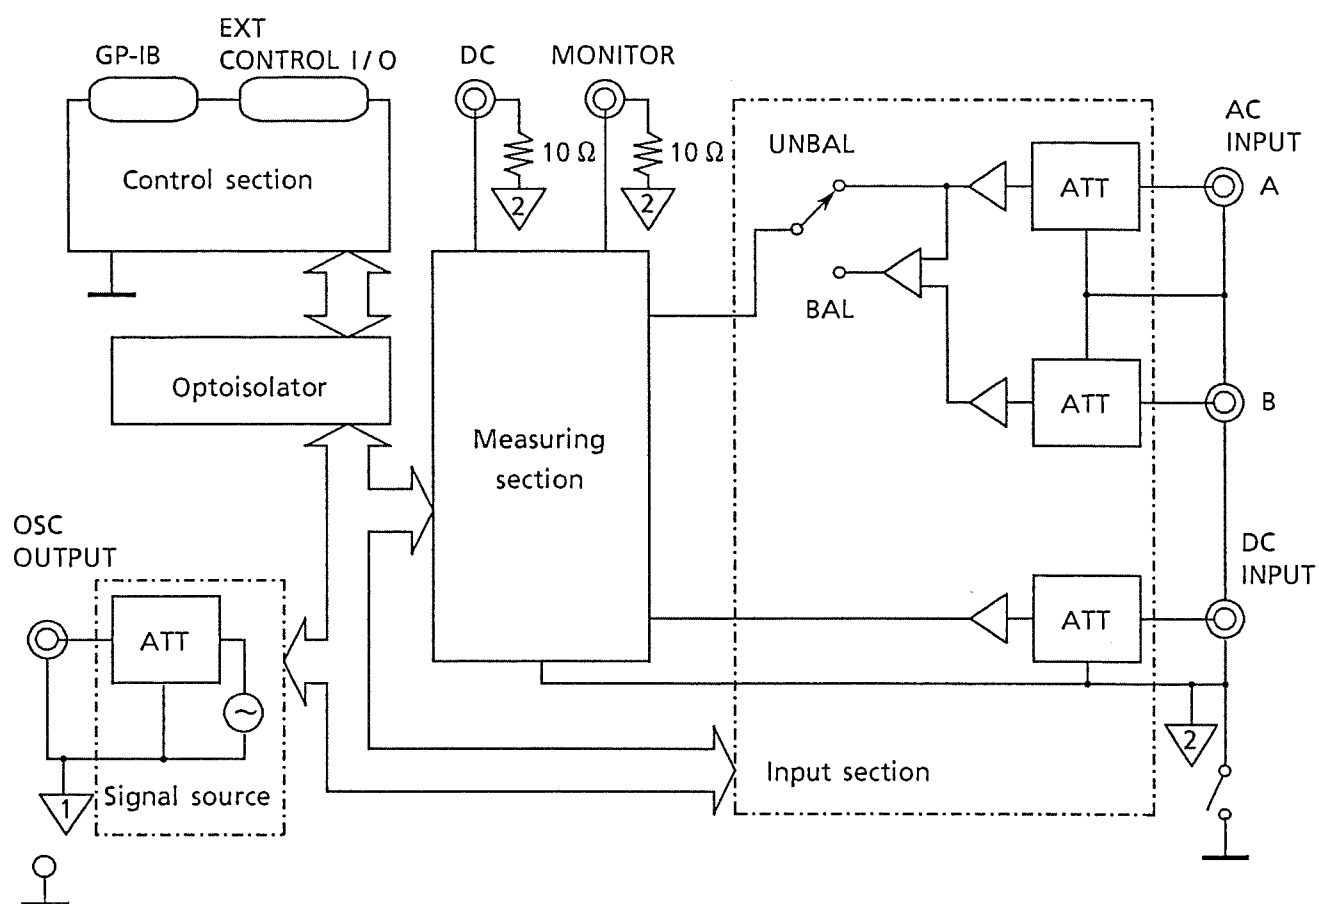 EXT
GP-IB
CONTROL I/O
DC
MONITOR
AC
INPUT
10 Ω
10 Ω
UNBAL
ATT
A
Control section
2
2
BAL
Optoisolator
ATT
B
Measuring
section
OSC
OUTPUT
DC
INPUT
ATT
ATT
~
2
Input section
Signal source
1